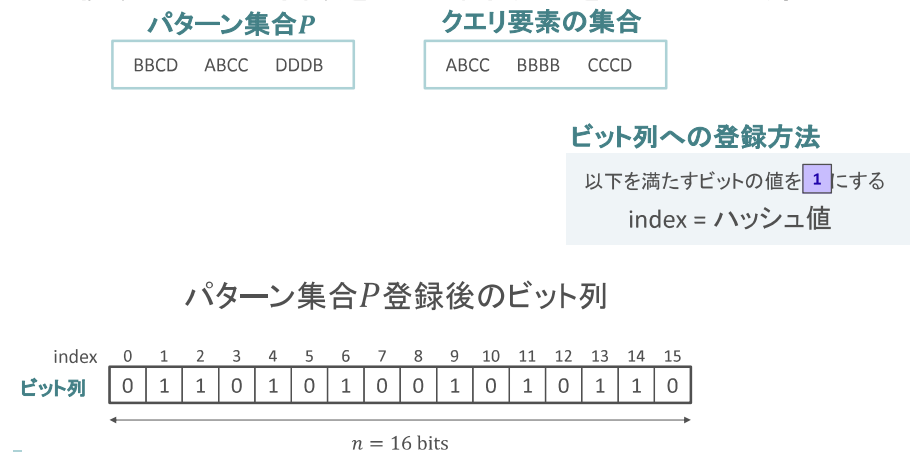 パターン集合P
クエリ要素の集合
BBCD ABCC DDDB
ABCC BBBB CCCD
ビット列への登録方法
以下を満たすビットの値を 1 にする
index = ハッシュ値
パターン集合P登録後のビット列
index 0 1 2 3 4 5 6 7 8 9 10 11 12 13 14 15
ビット列 0 1 1 0 1 0 1 0 0 1 0 1 0 1 1 0
n = 16 bits